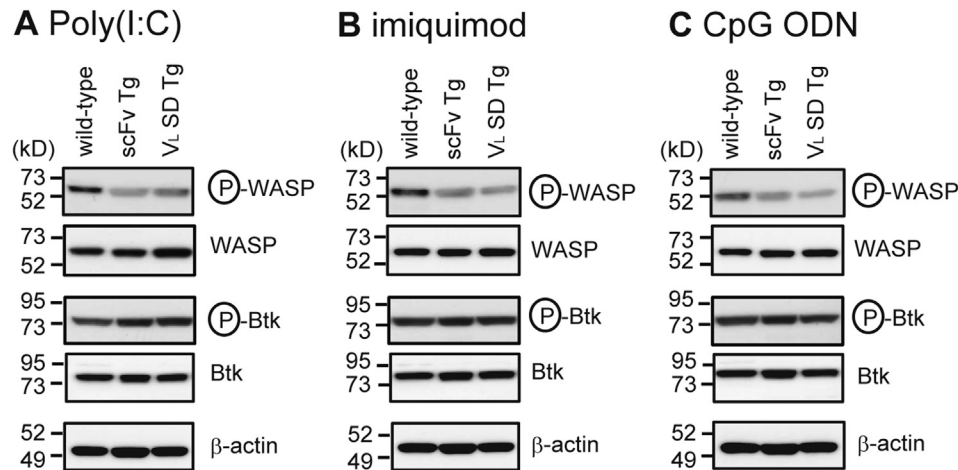 A Poly(I:C)
wild-type
scFv Tg
VL SD Tg
(kD)
73
52
P-WASP
73
52
WASP
95
73
P-Btk
95
73
Btk
52
49
β-actin
B imiquimod
wild-type
scFv Tg
VL SD Tg
(kD)
73
52
P-WASP
73
52
WASP
95
73
P-Btk
95
73
Btk
52
49
β-actin
C CpG ODN
wild-type
scFv Tg
VL SD Tg
(kD)
73
52
P-WASP
73
52
WASP
95
73
P-Btk
95
73
Btk
52
49
β-actin